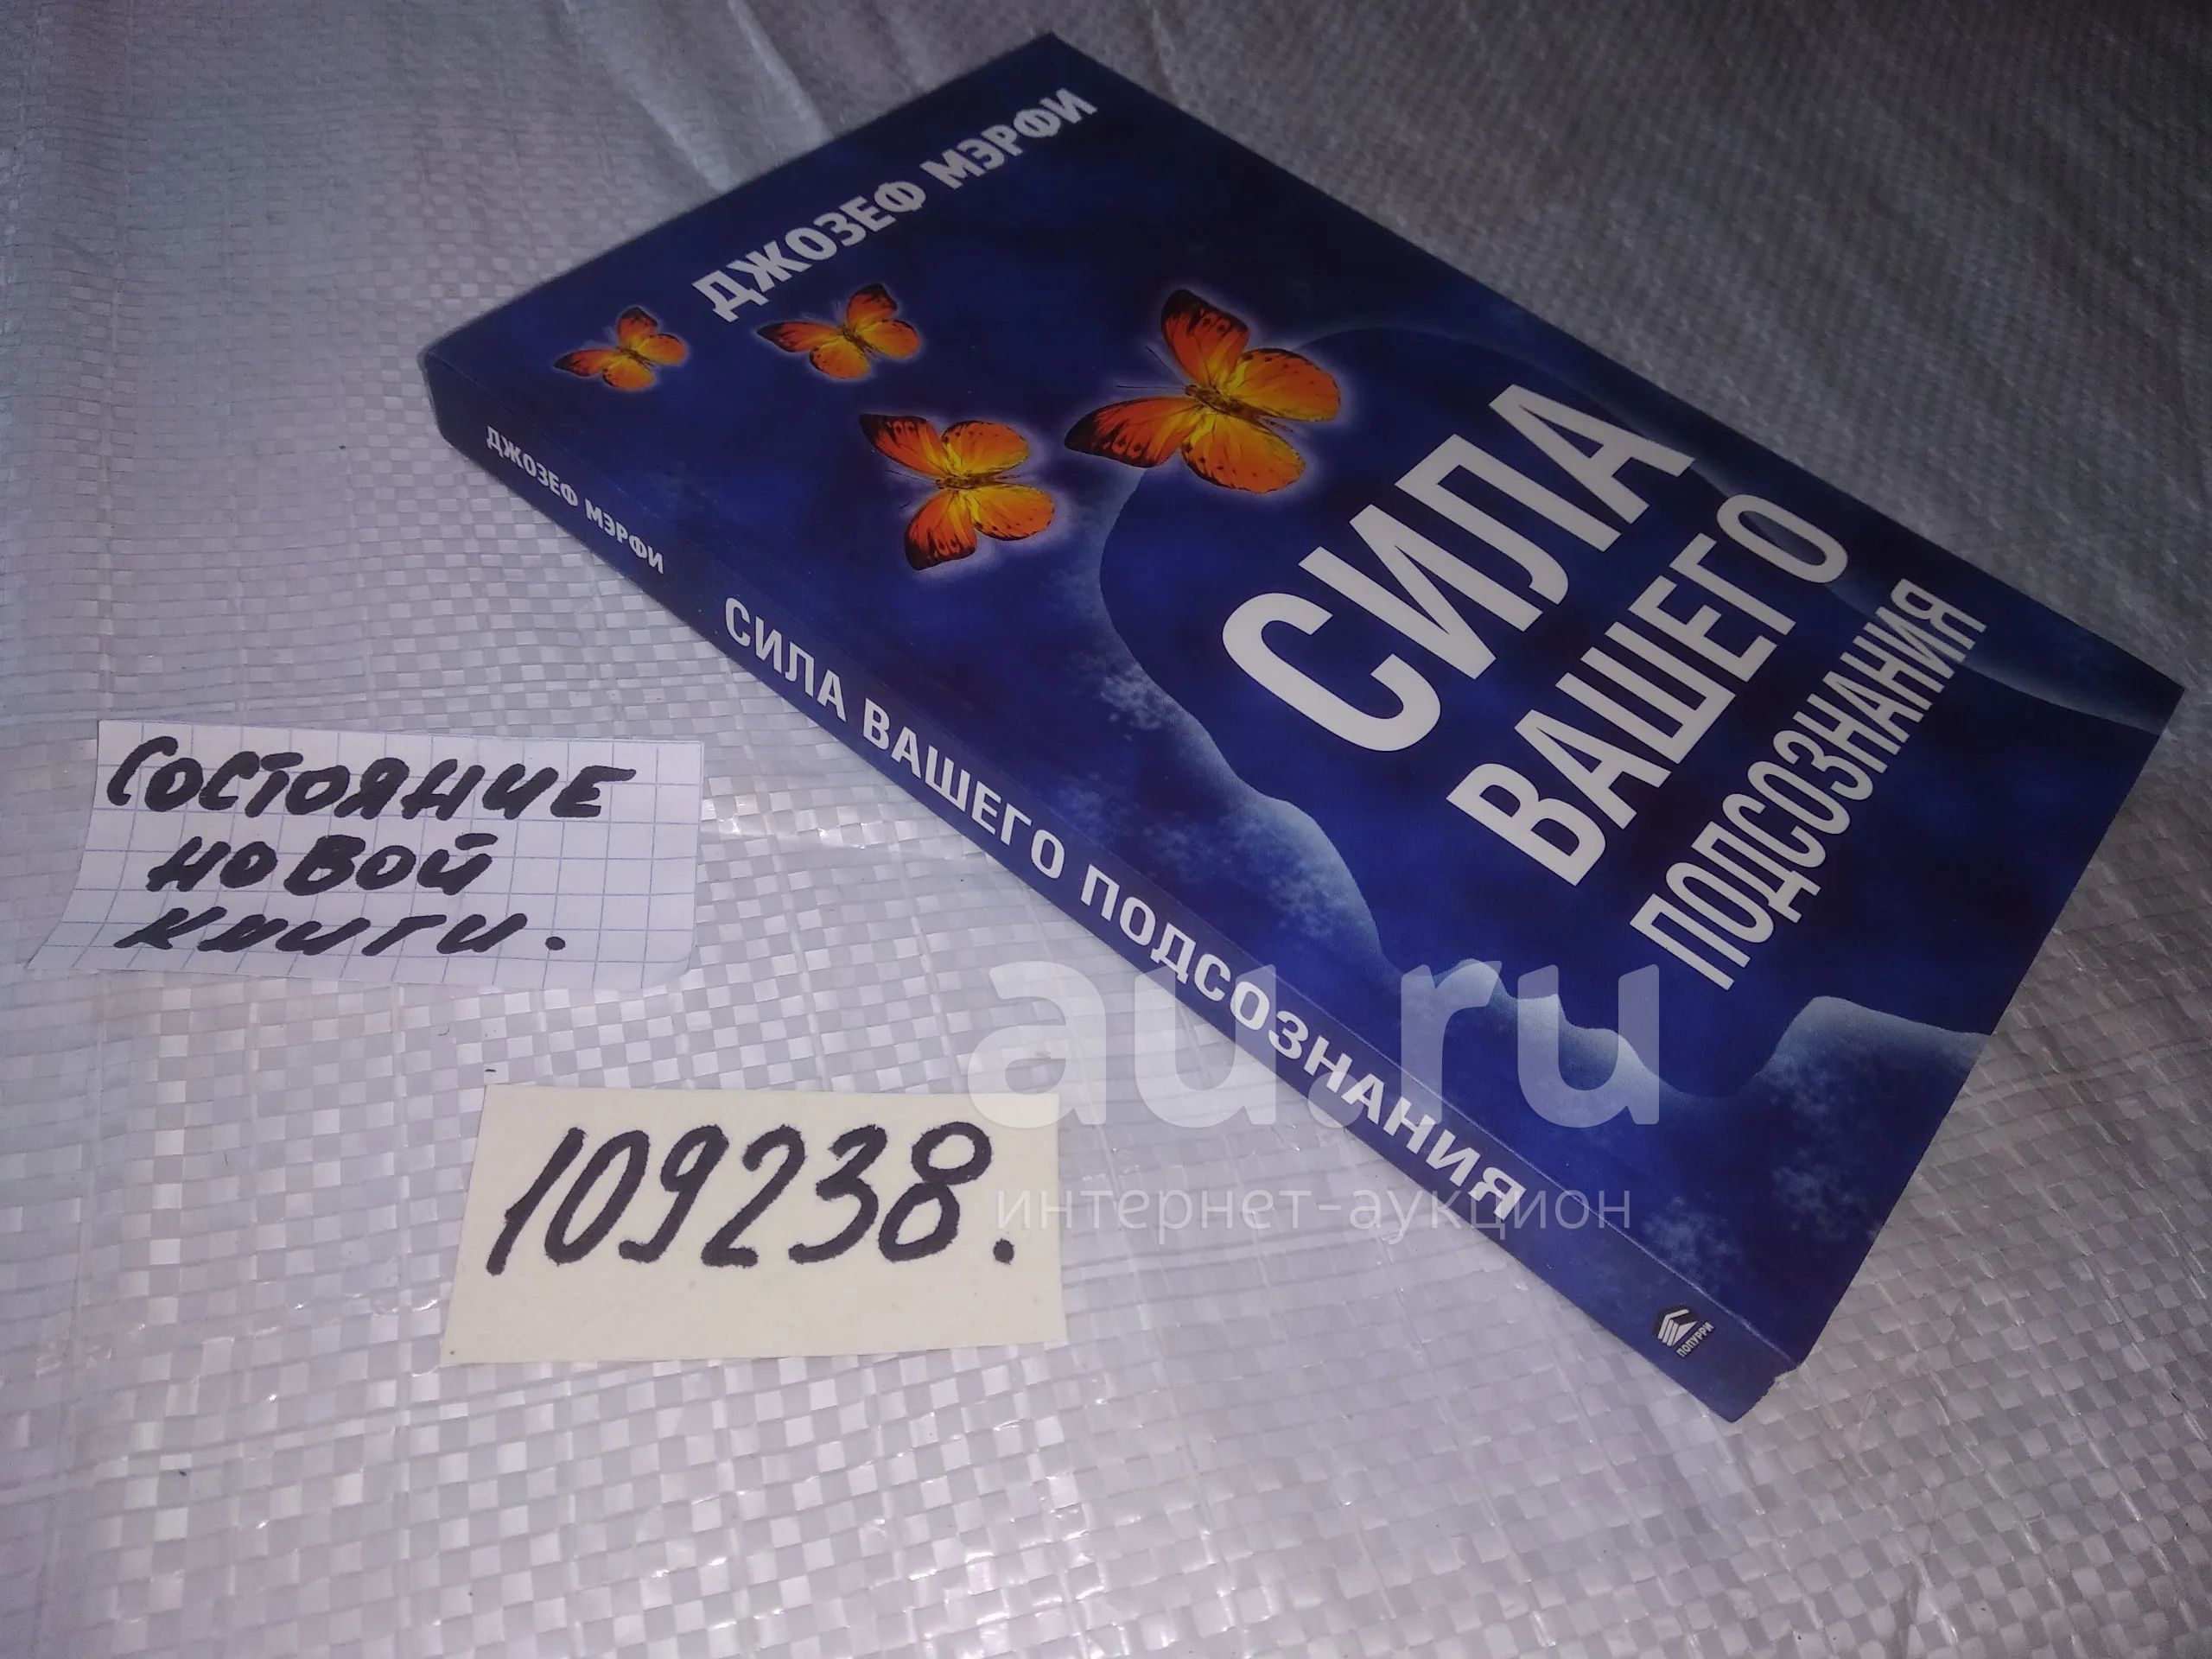 ДЖОЗЕФ МЭРФИ
СИЛА
ВАШЕГО
ПОДСОЗНАНИЯ
ДЖОЗЕФ МЭРФИ СИЛА ВАШЕГО ПОДСОЗНАНИЯ
ПОПУРРИ
СОСТОЯНИЕ
НОВОЙ
КНИГИ.
109238.
au.ru
интернет-аукцион